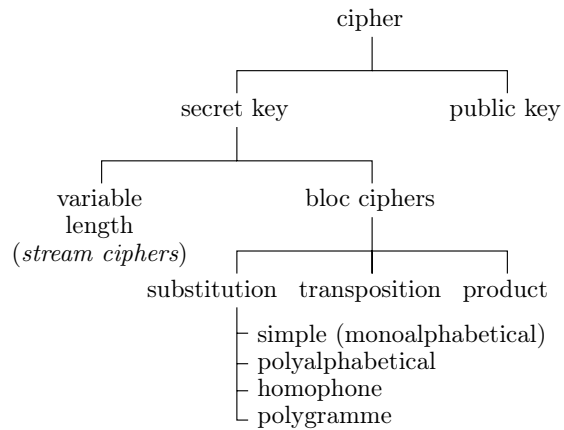 cipher
secret key
public key
variable
length
(stream ciphers)
bloc ciphers
substitution
transposition
product
simple (monoalphabetical)
polyalphabetical
homophone
polygramme